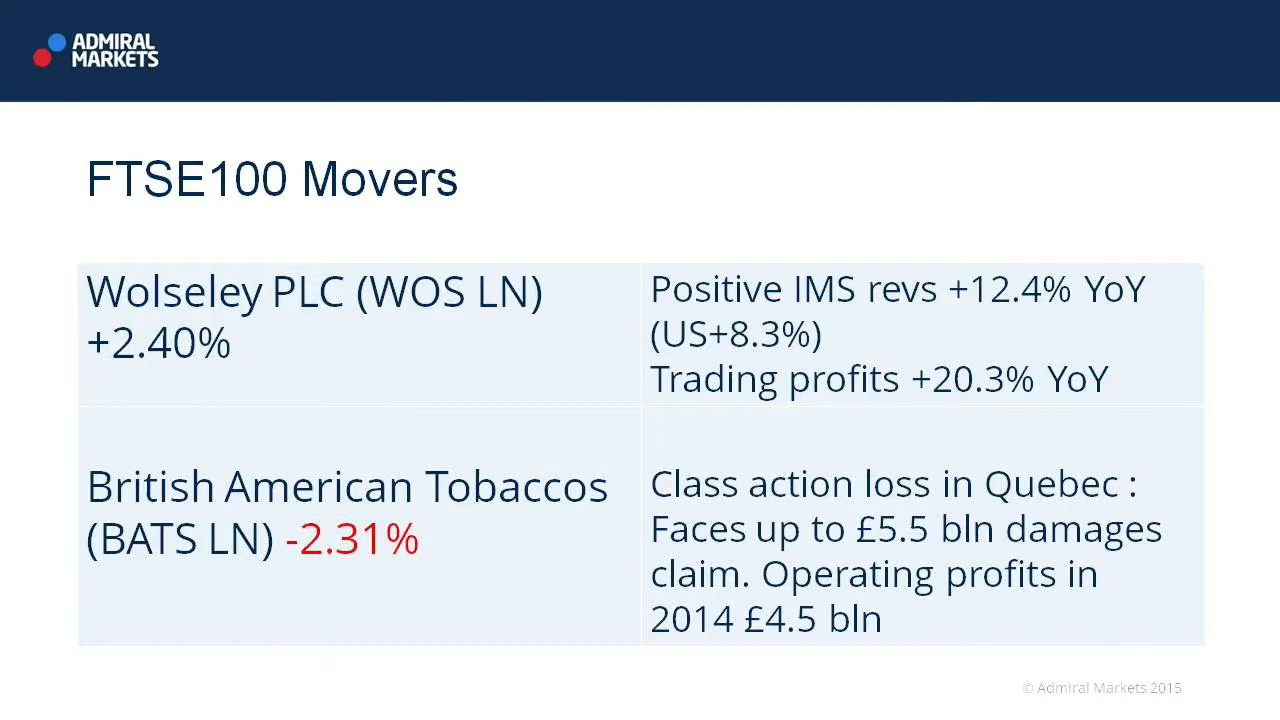 ADMIRAL
MARKETS
FTSE100 Movers
Wolseley PLC (WOS LN)
+2.40%
Positive IMS revs +12.4% YoY
(US+8.3%)
Trading profits +20.3% YoY
British American Tobaccos
(BATS LN) -2.31%
Class action loss in Quebec :
Faces up to £5.5 bln damages
claim. Operating profits in
2014 £4.5 bln
© Admiral Markets 2015